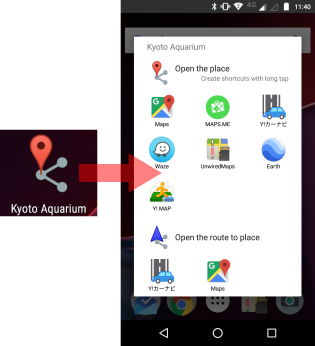 4G
11:40
Kyoto Aquarium
Open the place
Create shortcuts with long tap
Maps
MAPS.ME
Y!カーナビ
Kyoto Aquarium
Waze
UnwiredMaps
Earth
Y! MAP
Open the route to place
Y!カーナビ
Maps